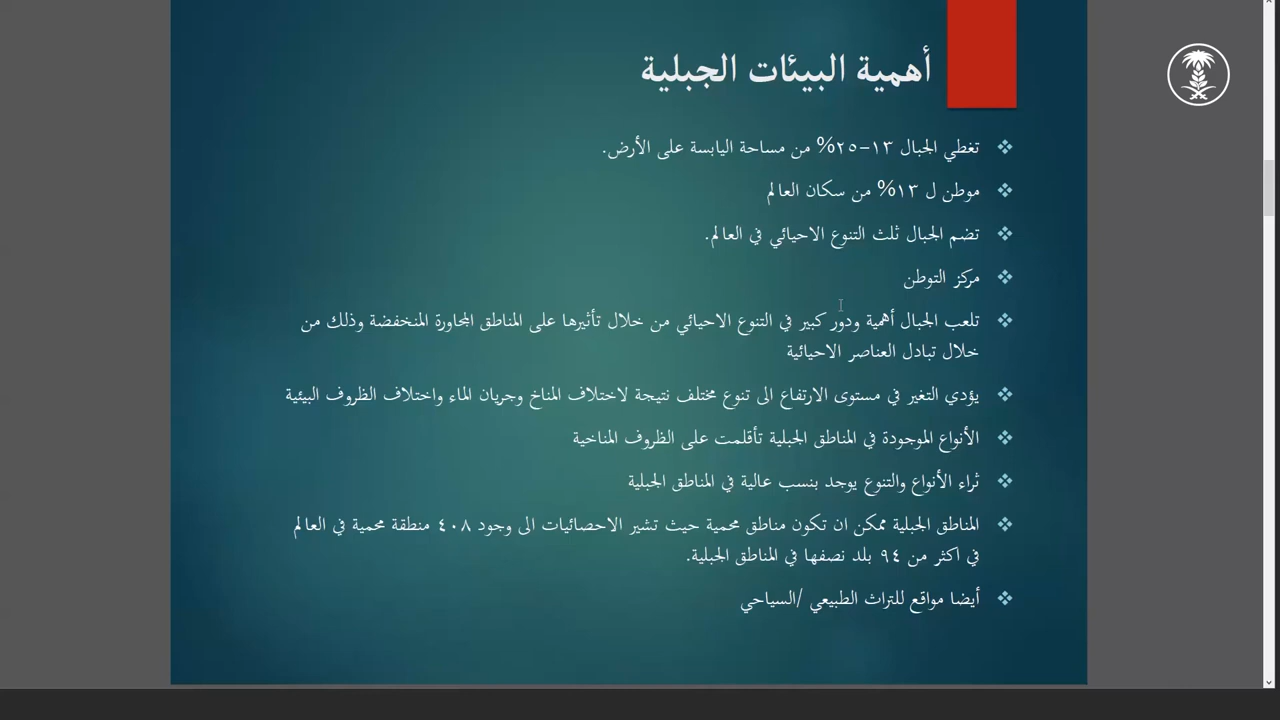 أهمية البيئات الجبلية
تغطي الجبال ١٣-٢٥% من مساحة اليابسة على الأرض.
موطن ل ١٣% من سكان العالم
تضم الجبال ثلث التنوع الاحيائي في العالم.
مركز التوطن
تلعب الجبال أهمية ودور كبير في التنوع الاحيائي من خلال تأثيرها على المناطق المحاورة المنخفضة وذلك من
خلال تبادل العناصر الاحيائية
يؤدي التغير في مستوى الارتفاع الى تنوع مختلف نتيجة لاختلاف المناخ وجريان الماء واختلاف الظروف البيئية
الأنواع الموجودة في المناطق الجبلية تأقلمت على الظروف المناخية
ثراء الأنواع والتنوع يوجد بنسب عالية في المناطق الجبلية
المناطق الجبلية ممكن ان تكون مناطق محمية حيث تشير الاحصائيات الى وجود ٤٠٨ منطقة محمية في العالم
في اكثر من ٩٤ بلد نصفها في المناطق الجبلية.
أيضا مواقع للتراث الطبيعي /السياحي